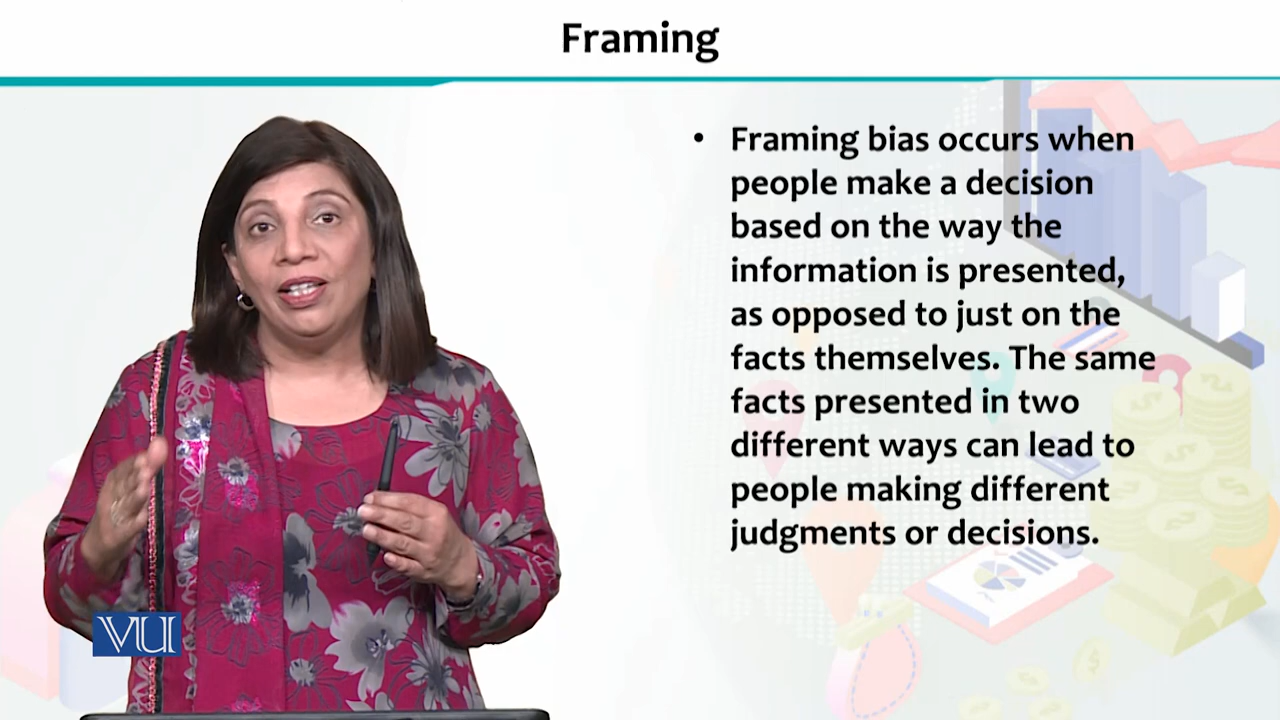 Framing
• Framing bias occurs when
people make a decision
based on the way the
information is presented,
as opposed to just on the
facts themselves. The same
facts presented in two
different ways can lead to
people making different
judgments or decisions.
VU